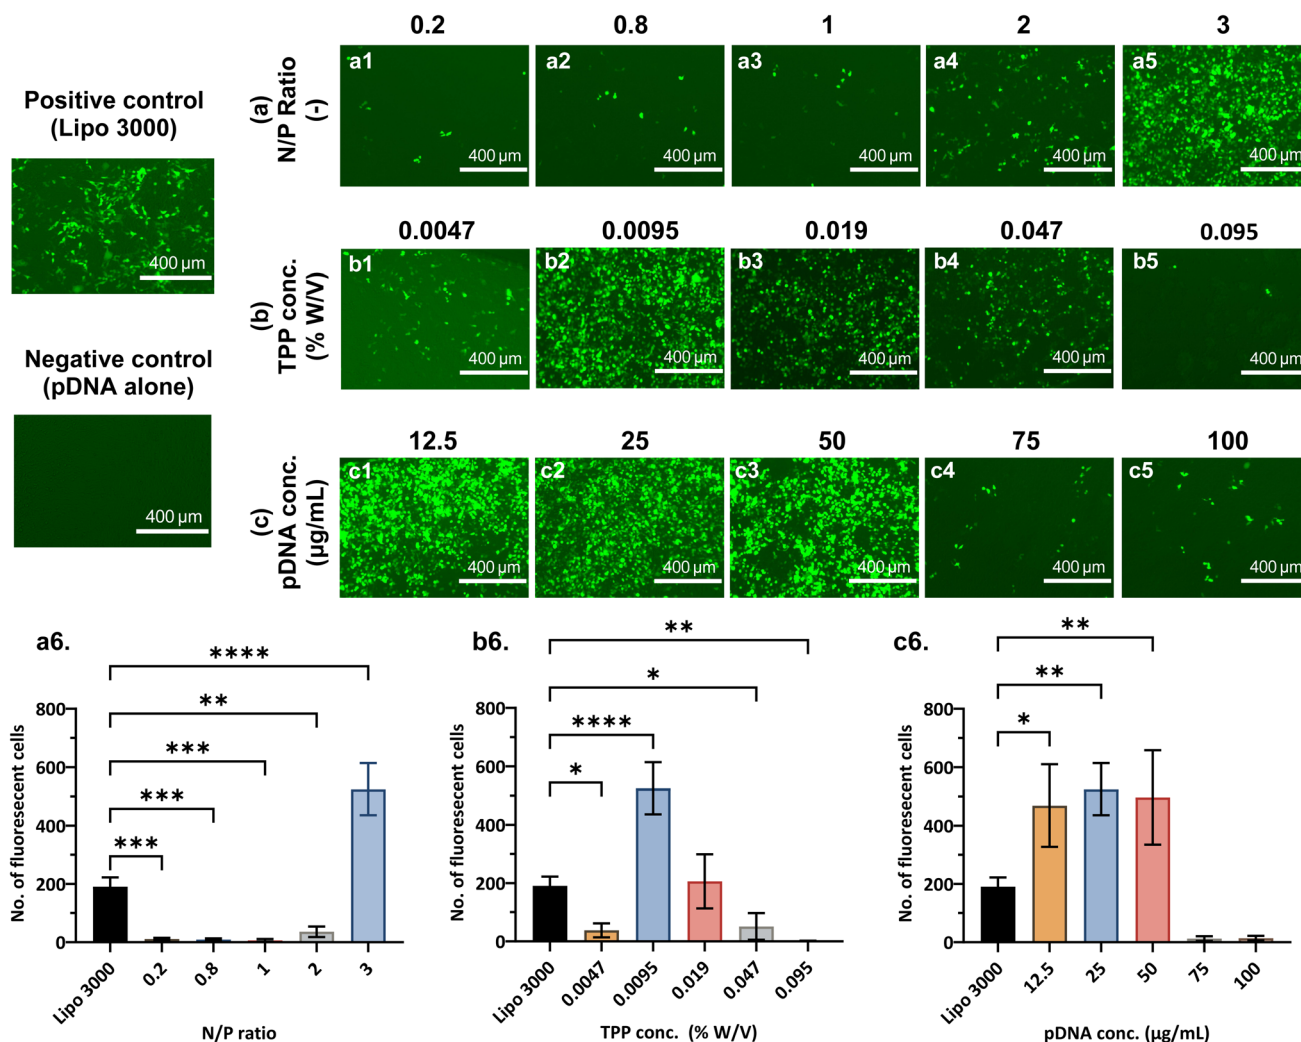 0.2 0.8 1 2 3
Positive control
(Lipo 3000)
400 µm
(a)
N/P Ratio
(-)
a1 a2 a3 a4 a5
400 µm 400 µm 400 µm 400 µm 400 µm
0.0047 0.0095 0.019 0.047 0.095
(b)
TPP conc.
(% W/V)
b1 b2 b3 b4 b5
400 µm 400 µm 400 µm 400 µm 400 µm
Negative control
(pDNA alone)
400 µm
12.5 25 50 75 100
(c)
pDNA conc.
(µg/mL)
c1 c2 c3 c4 c5
400 µm 400 µm 400 µm 400 µm 400 µm
a6.
****
**
***
***
***
No. of fluoresecent cells
800
600
400
200
0
Lipo 3000 0.2 0.8 1 2 3
N/P ratio
b6.
**
*
****
*
No. of fluoresecent cells
800
600
400
200
0
Lipo 3000 0.0047 0.0095 0.019 0.047 0.095
TPP conc. (% W/V)
c6.
**
**
*
No. of fluoresecent cells
800
600
400
200
0
Lipo 3000 12.5 25 50 75 100
pDNA conc. (µg/mL)